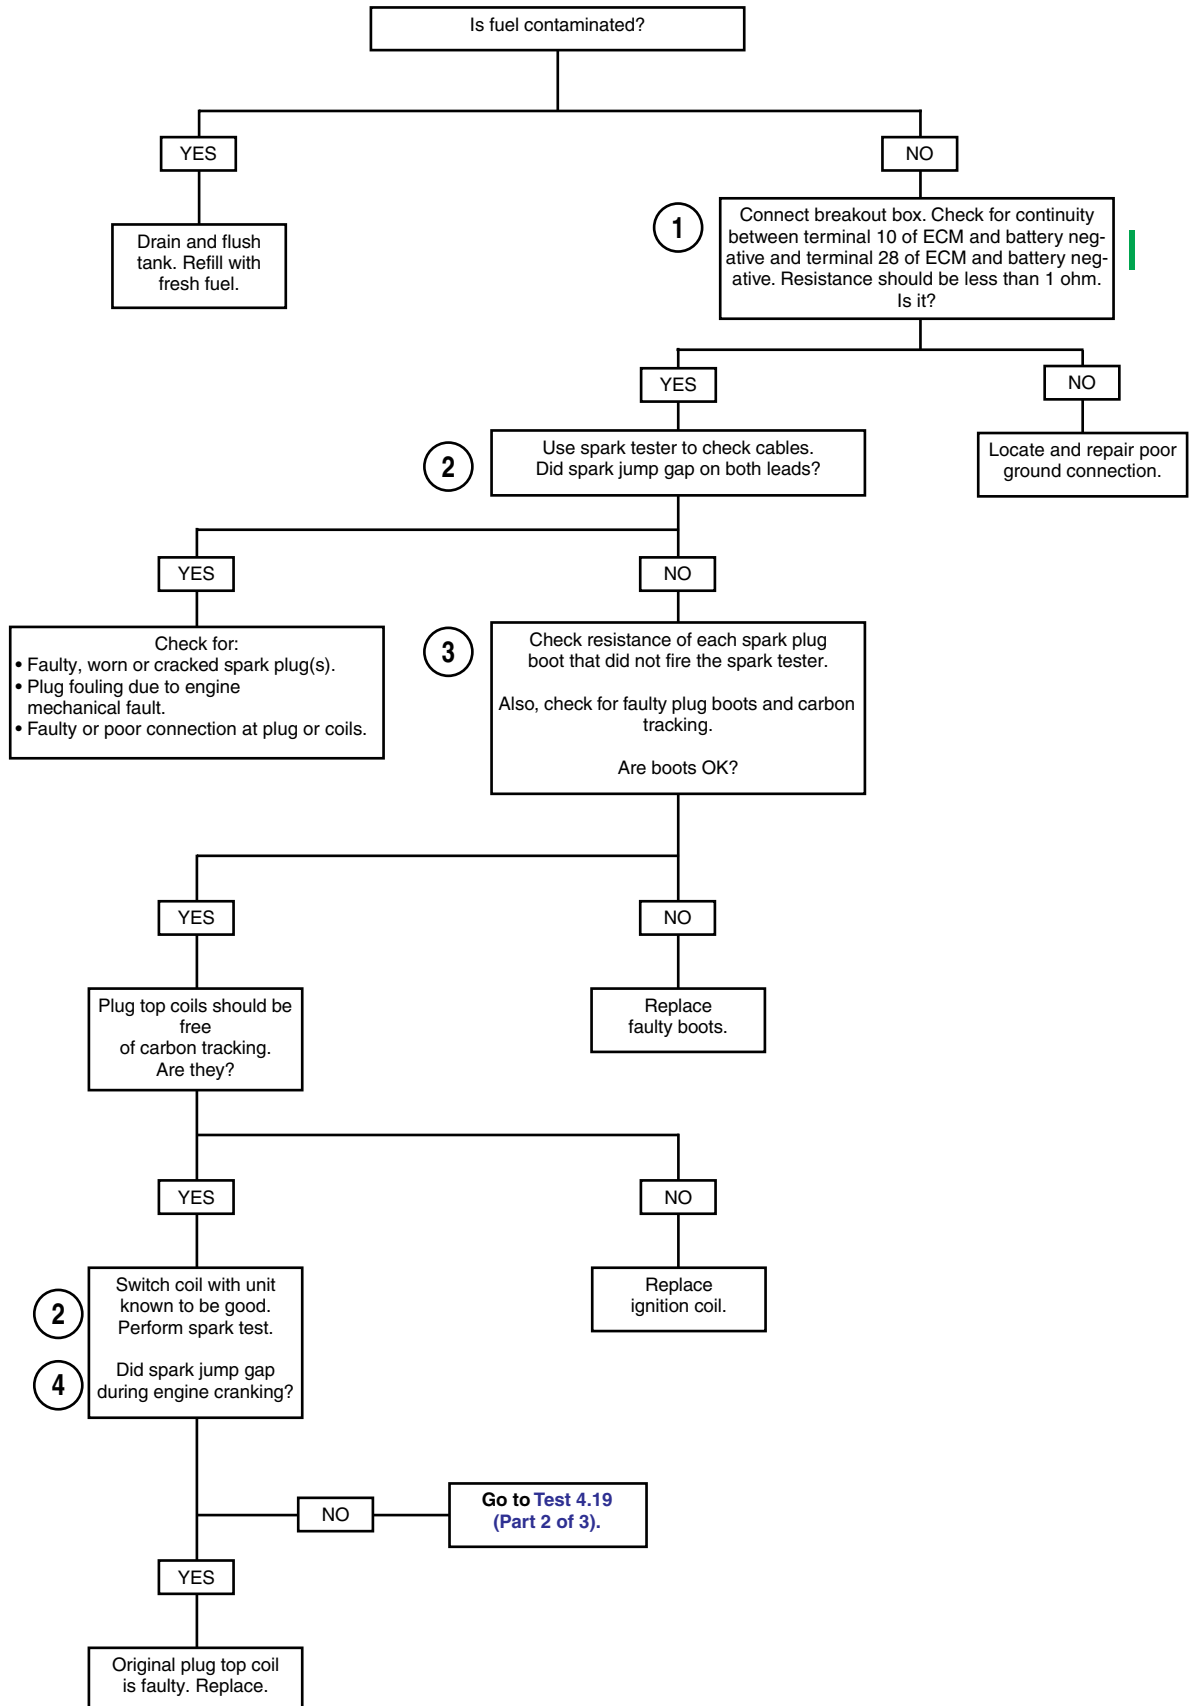 Is fuel contaminated?
YES
NO
Drain and flush
tank. Refill with
fresh fuel.
1
Connect breakout box. Check for continuity
between terminal 10 of ECM and battery neg-
ative and terminal 28 of ECM and battery neg-
ative. Resistance should be less than 1 ohm.
Is it?
YES
NO
2
Use spark tester to check cables.
Did spark jump gap on both leads?
Locate and repair poor
ground connection.
YES
NO
Check for:
• Faulty, worn or cracked spark plug(s).
• Plug fouling due to engine
mechanical fault.
• Faulty or poor connection at plug or coils.
3
Check resistance of each spark plug
boot that did not fire the spark tester.
Also, check for faulty plug boots and carbon
tracking.
Are boots OK?
YES
NO
Plug top coils should be
free
of carbon tracking.
Are they?
Replace
faulty boots.
YES
NO
2
Switch coil with unit
known to be good.
Perform spark test.
4
Did spark jump gap
during engine cranking?
Replace
ignition coil.
NO
Go to Test 4.19
(Part 2 of 3).
YES
Original plug top coil
is faulty. Replace.